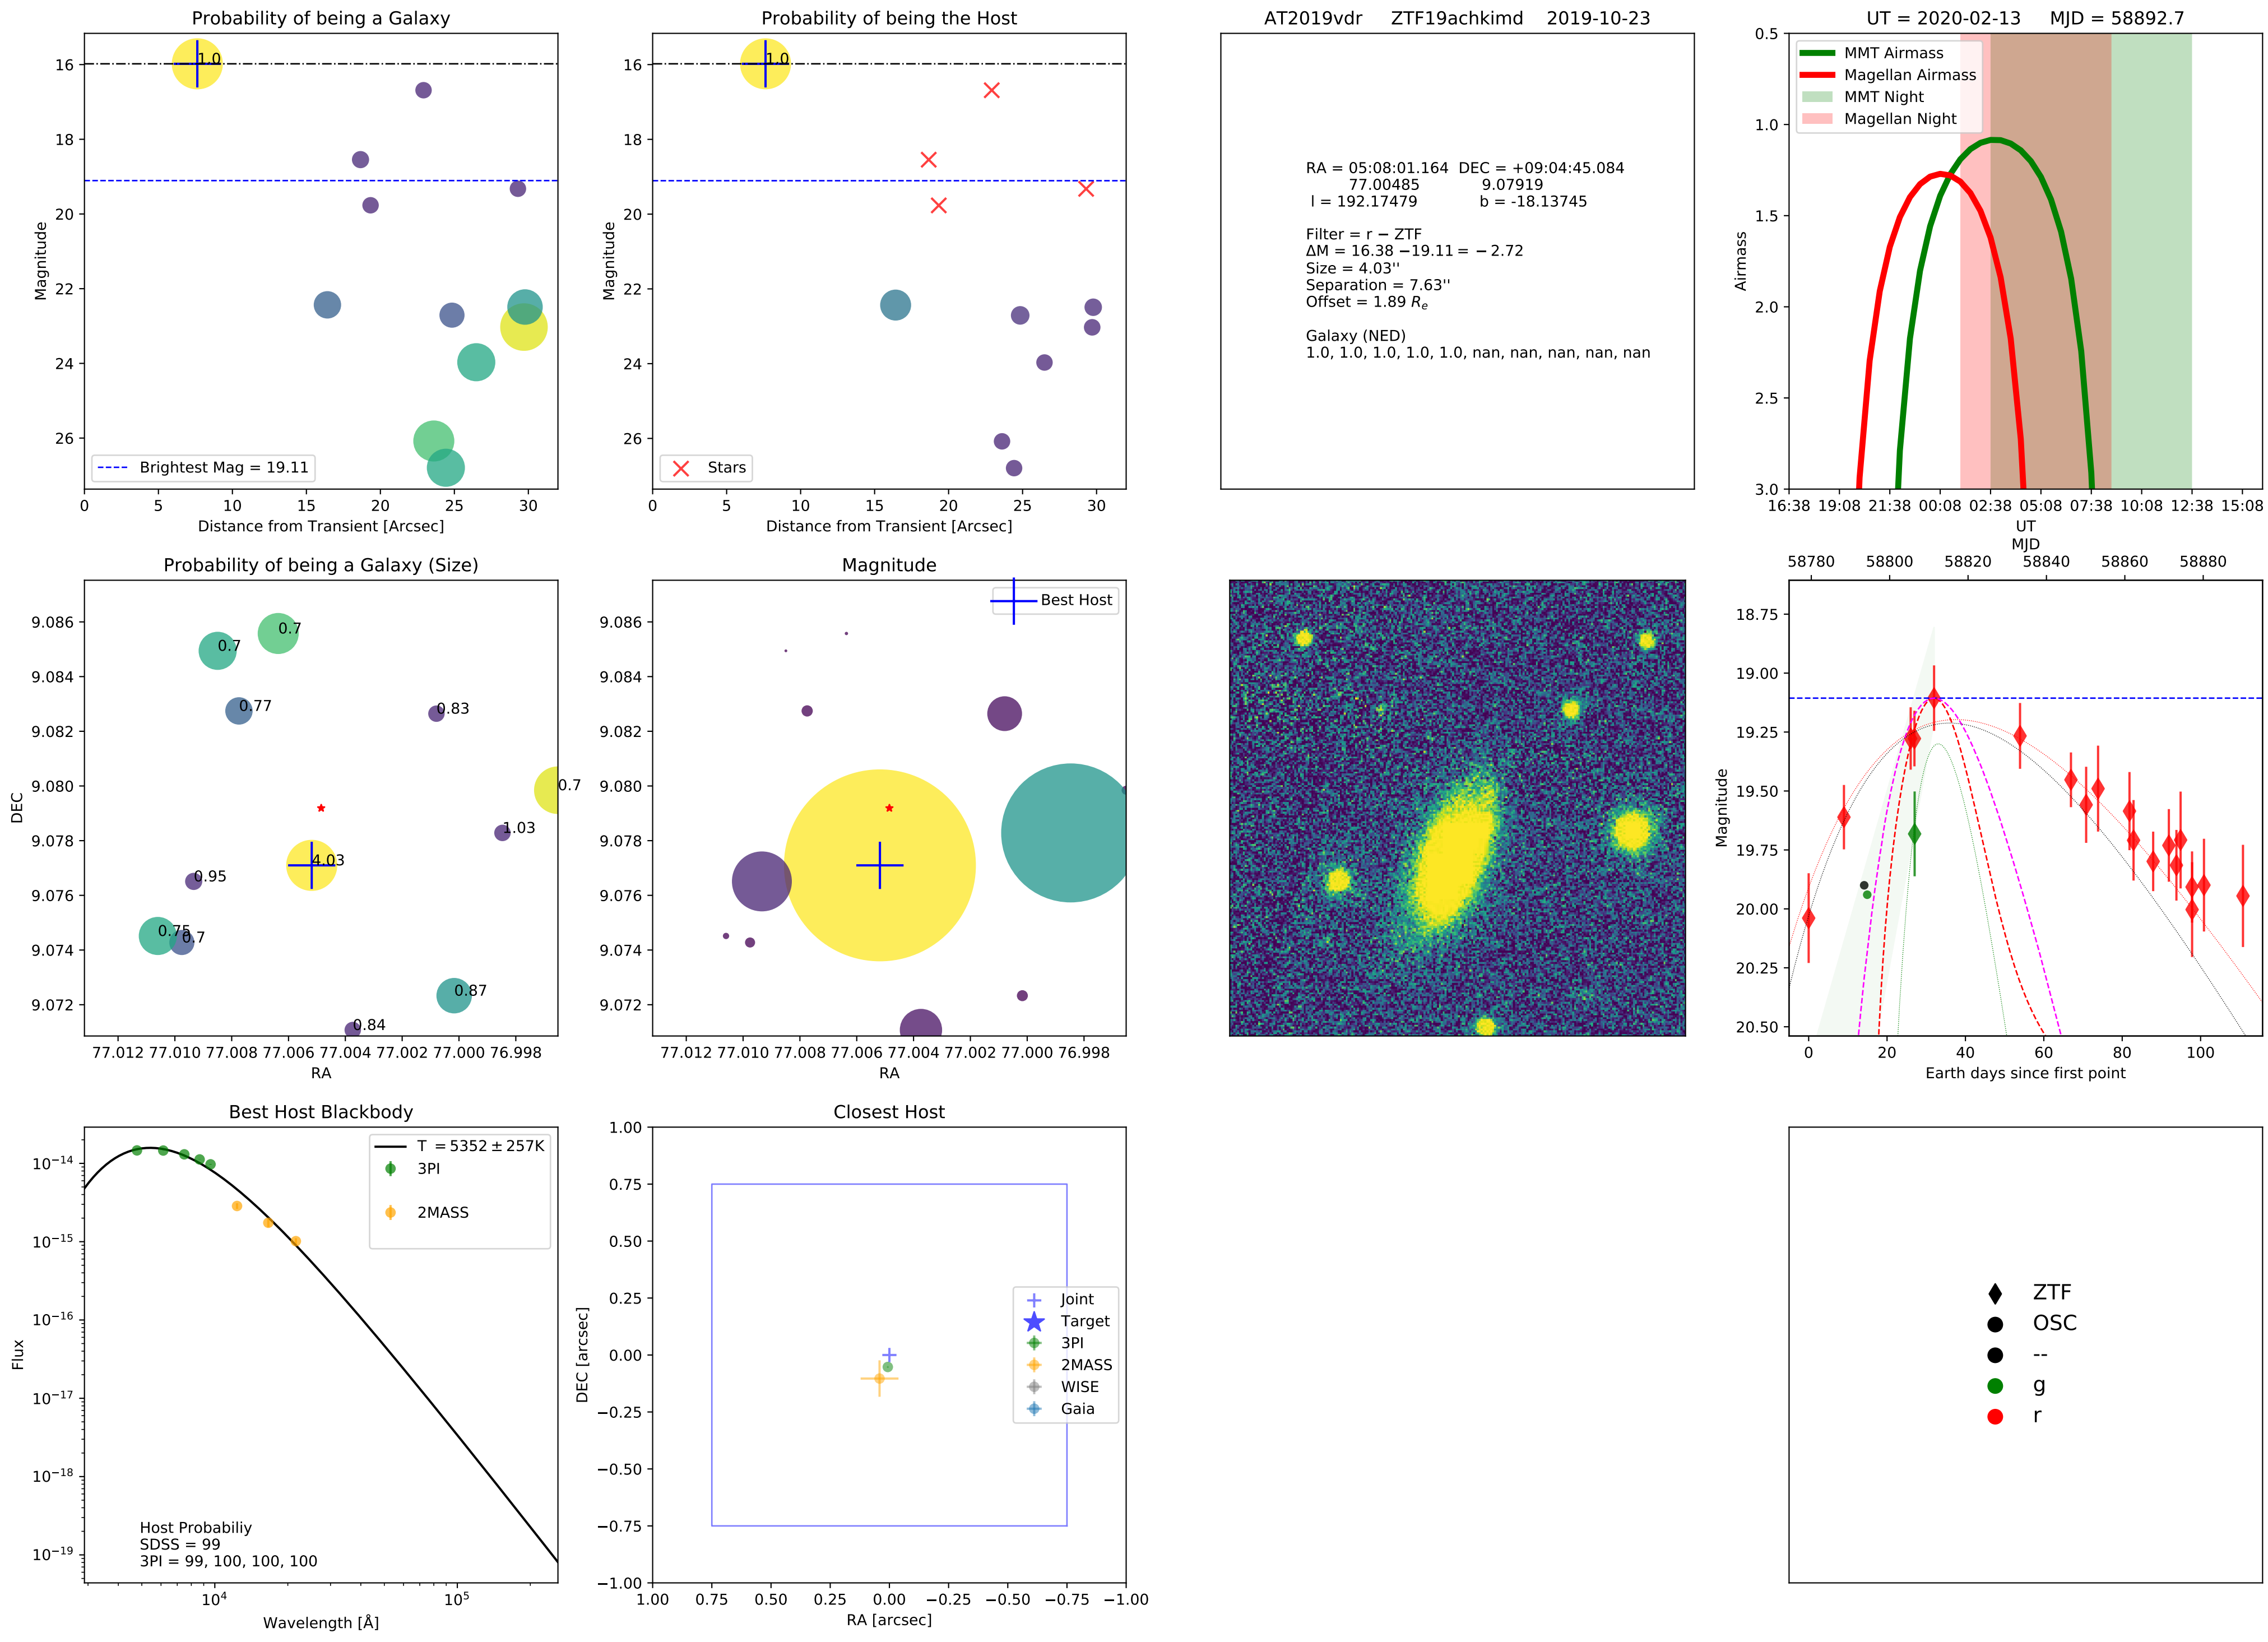 Probability of being a Galaxy
1.0
16
18
20
22
24
26
Magnitude
Brightest Mag = 19.11
0 5 10 15 20 25 30
Distance from Transient [Arcsec]
Probability of being the Host
1.0
16
18
20
22
24
26
Magnitude
Stars
0 5 10 15 20 25 30
Distance from Transient [Arcsec]
AT2019vdr ZTF19achkimd 2019-10-23
RA = 05:08:01.164 DEC = +09:04:45.084
77.00485 9.07919
l = 192.17479 b = -18.13745
Filter = r − ZTF
ΔM = 16.38 −19.11 = −2.72
Size = 4.03''
Separation = 7.63''
Offset = 1.89 Re
Galaxy (NED)
1.0, 1.0, 1.0, 1.0, 1.0, nan, nan, nan, nan, nan
UT = 2020-02-13 MJD = 58892.7
MMT Airmass
Magellan Airmass
MMT Night
Magellan Night
0.5
1.0
1.5
2.0
2.5
3.0
Airmass
16:38 19:08 21:38 00:08 02:38 05:08 07:38 10:08 12:38 15:08
UT
Probability of being a Galaxy (Size)
9.086
9.084
9.082
9.080
9.078
9.076
9.074
9.072
DEC
0.7
0.7
0.77
0.83
0.7
1.03
4.03
0.95
0.75
0.7
0.87
0.84
77.012 77.010 77.008 77.006 77.004 77.002 77.000 76.998
RA
Magnitude
Best Host
9.086
9.084
9.082
9.080
9.078
9.076
9.074
9.072
77.012 77.010 77.008 77.006 77.004 77.002 77.000 76.998
RA
MJD
58780 58800 58820 58840 58860 58880
18.75
19.00
19.25
19.50
19.75
20.00
20.25
20.50
Magnitude
0 20 40 60 80 100
Earth days since first point
Best Host Blackbody
T = 5352 ± 257K
3PI
2MASS
10−14
10−15
10−16
10−17
10−18
10−19
Flux
Host Probabiliy
SDSS = 99
3PI = 99, 100, 100, 100
104 105
Wavelength [Å]
Closest Host
1.00
0.75
0.50
0.25
0.00
−0.25
−0.50
−0.75
−1.00
DEC [arcsec]
Joint
Target
3PI
2MASS
WISE
Gaia
1.00 0.75 0.50 0.25 0.00 −0.25 −0.50 −0.75 −1.00
RA [arcsec]
ZTF
OSC
--
g
r